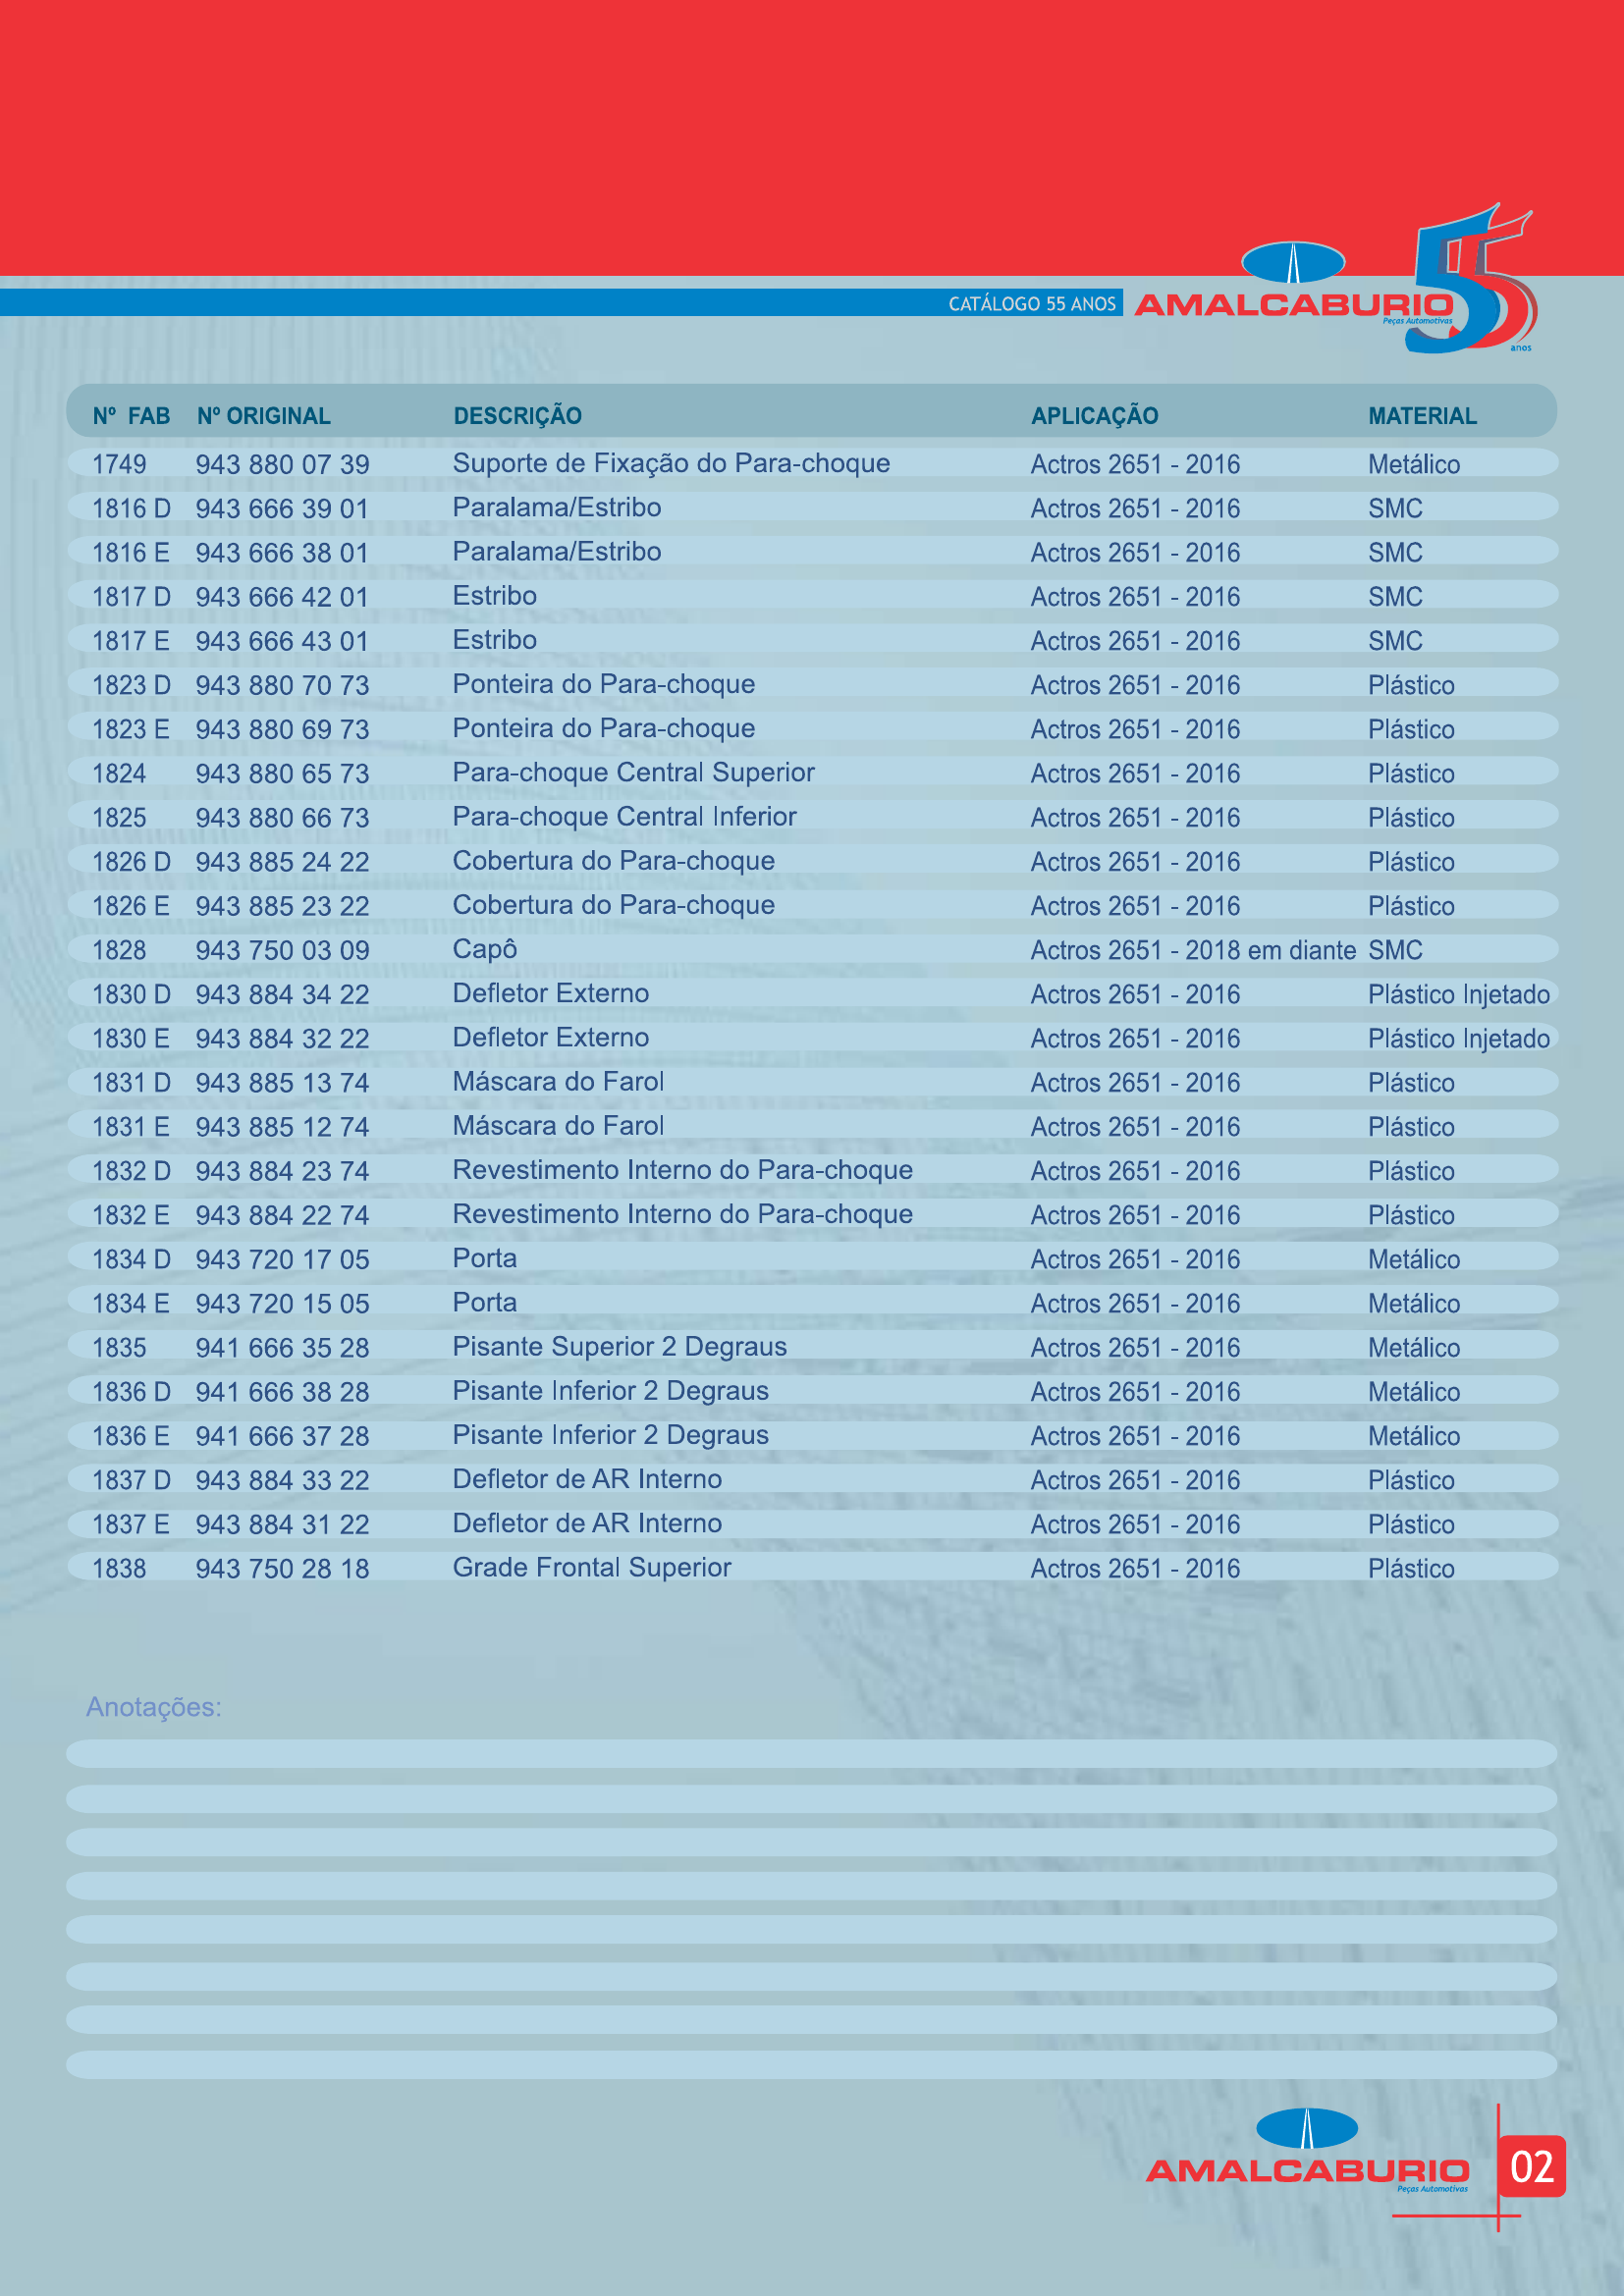 CATÁLOGO 55 ANOS AMALCABURIO 55
Peças Automotivas
anos
Nº FAB Nº ORIGINAL DESCRIÇÃO APLICAÇÃO MATERIAL
1749 943 880 07 39 Suporte de Fixação do Para-choque Actros 2651 - 2016 Metálico
1816 D 943 666 39 01 Paralama/Estribo Actros 2651 - 2016 SMC
1816 E 943 666 38 01 Paralama/Estribo Actros 2651 - 2016 SMC
1817 D 943 666 42 01 Estribo Actros 2651 - 2016 SMC
1817 E 943 666 43 01 Estribo Actros 2651 - 2016 SMC
1823 D 943 880 70 73 Ponteira do Para-choque Actros 2651 - 2016 Plástico
1823 E 943 880 69 73 Ponteira do Para-choque Actros 2651 - 2016 Plástico
1824 943 880 65 73 Para-choque Central Superior Actros 2651 - 2016 Plástico
1825 943 880 66 73 Para-choque Central Inferior Actros 2651 - 2016 Plástico
1826 D 943 885 24 22 Cobertura do Para-choque Actros 2651 - 2016 Plástico
1826 E 943 885 23 22 Cobertura do Para-choque Actros 2651 - 2016 Plástico
1828 943 750 03 09 Capô Actros 2651 - 2018 em diante SMC
1830 D 943 884 34 22 Defletor Externo Actros 2651 - 2016 Plástico Injetado
1830 E 943 884 32 22 Defletor Externo Actros 2651 - 2016 Plástico Injetado
1831 D 943 885 13 74 Máscara do Farol Actros 2651 - 2016 Plástico
1831 E 943 885 12 74 Máscara do Farol Actros 2651 - 2016 Plástico
1832 D 943 884 23 74 Revestimento Interno do Para-choque Actros 2651 - 2016 Plástico
1832 E 943 884 22 74 Revestimento Interno do Para-choque Actros 2651 - 2016 Plástico
1834 D 943 720 17 05 Porta Actros 2651 - 2016 Metálico
1834 E 943 720 15 05 Porta Actros 2651 - 2016 Metálico
1835 941 666 35 28 Pisante Superior 2 Degraus Actros 2651 - 2016 Metálico
1836 D 941 666 38 28 Pisante Inferior 2 Degraus Actros 2651 - 2016 Metálico
1836 E 941 666 37 28 Pisante Inferior 2 Degraus Actros 2651 - 2016 Metálico
1837 D 943 884 33 22 Defletor de AR Interno Actros 2651 - 2016 Plástico
1837 E 943 884 31 22 Defletor de AR Interno Actros 2651 - 2016 Plástico
1838 943 750 28 18 Grade Frontal Superior Actros 2651 - 2016 Plástico
Anotações:
AMALCABURIO 02
Peças Automotivas